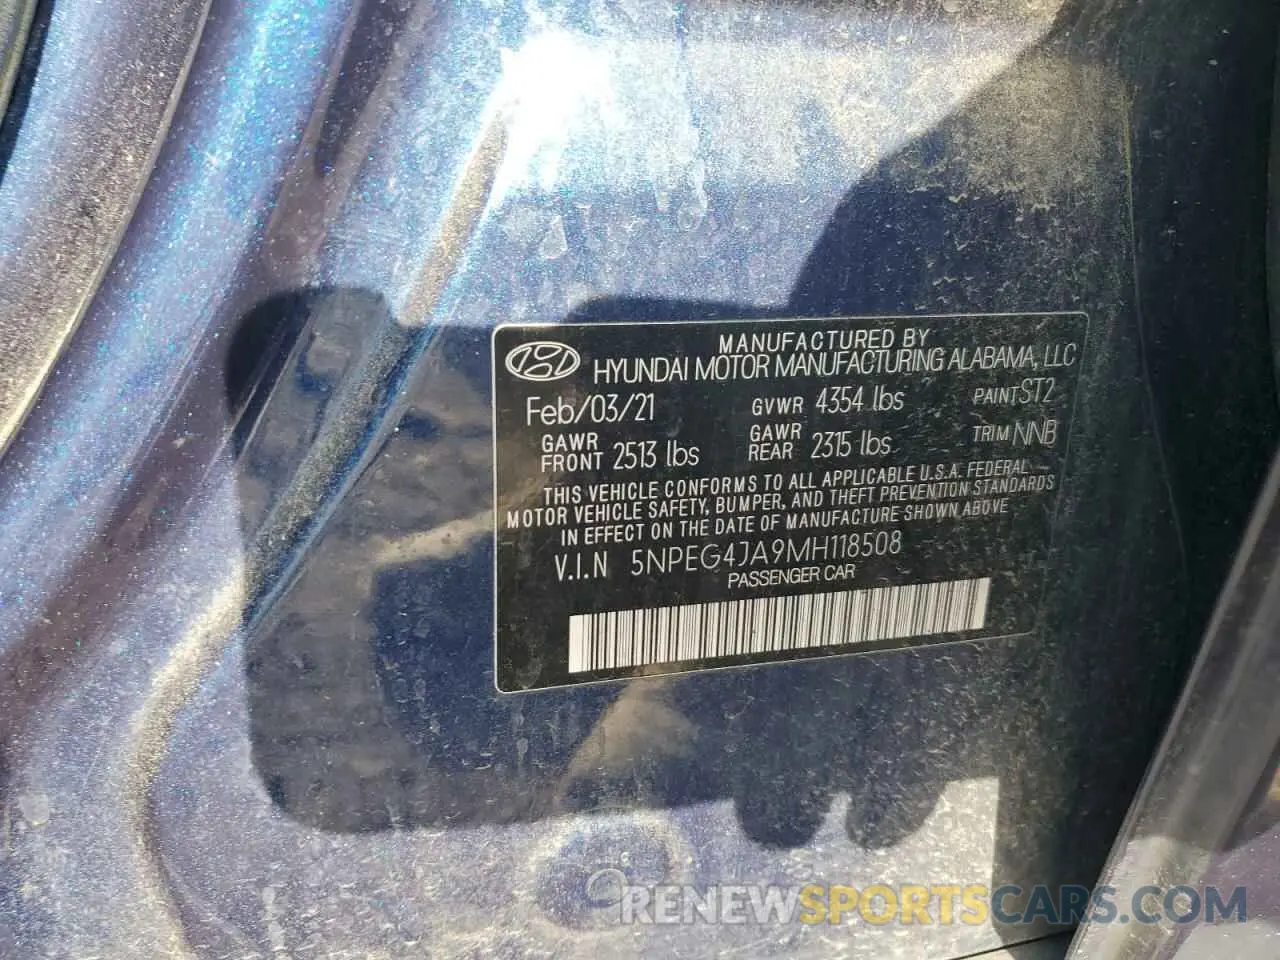 MANUFACTURED BY
HYUNDAI MOTOR MANUFACTURING ALABAMA, LLC
Feb/03/21 GVWR 4354 lbs PAINT ST2
GAWR FRONT 2513 lbs GAWR REAR 2315 lbs TRIM NNB
THIS VEHICLE CONFORMS TO ALL APPLICABLE U.S.A. FEDERAL
MOTOR VEHICLE SAFETY, BUMPER, AND THEFT PREVENTION STANDARDS
IN EFFECT ON THE DATE OF MANUFACTURE SHOWN ABOVE
V.I.N 5NPEG4JA9MH118508
PASSENGER CAR
RENEWSPORTSCARS.COM